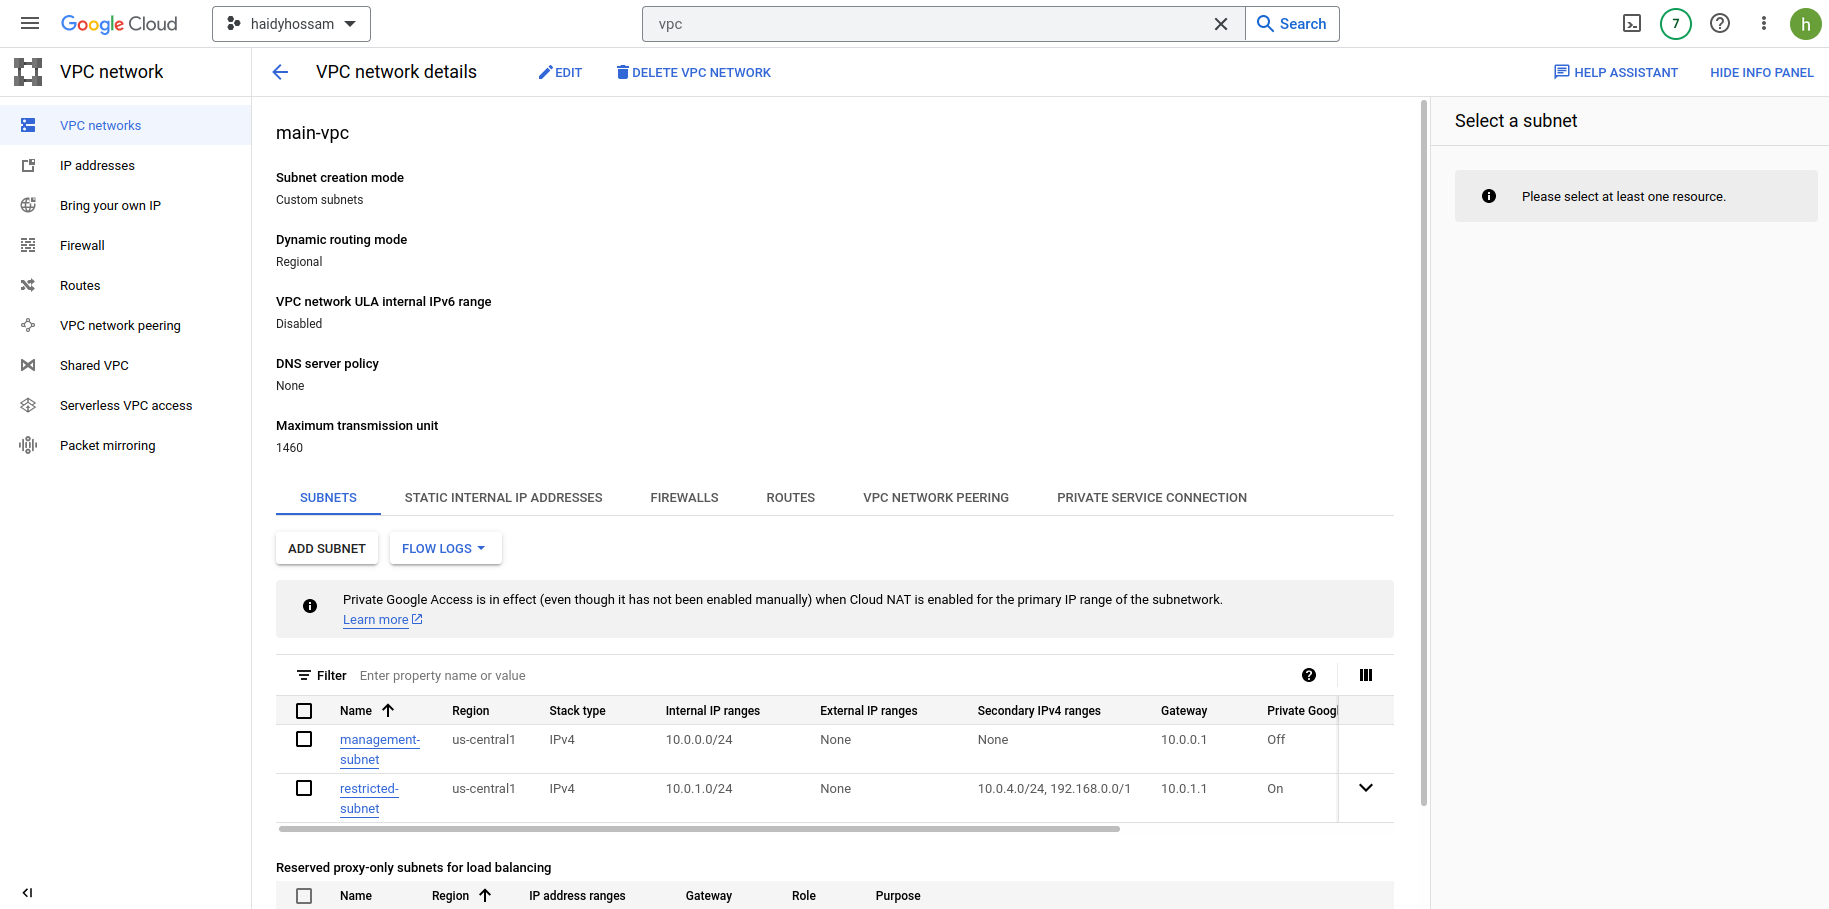 Google Cloud
haidyhossam
vpc
Search
7
h
VPC network
VPC network details
EDIT
DELETE VPC NETWORK
HELP ASSISTANT
HIDE INFO PANEL
VPC networks
IP addresses
Bring your own IP
Firewall
Routes
VPC network peering
Shared VPC
Serverless VPC access
Packet mirroring
main-vpc
Subnet creation mode
Custom subnets
Dynamic routing mode
Regional
VPC network ULA internal IPv6 range
Disabled
DNS server policy
None
Maximum transmission unit
1460
SUBNETS STATIC INTERNAL IP ADDRESSES FIREWALLS ROUTES VPC NETWORK PEERING PRIVATE SERVICE CONNECTION
ADD SUBNET FLOW LOGS
Private Google Access is in effect (even though it has not been enabled manually) when Cloud NAT is enabled for the primary IP range of the subnetwork.
Learn more
Filter Enter property name or value
Name Region Stack type Internal IP ranges External IP ranges Secondary IPv4 ranges Gateway Private Googl
management- us-central1 IPv4 10.0.0.0/24 None None 10.0.0.1 Off
subnet
restricted- us-central1 IPv4 10.0.1.0/24 None 10.0.4.0/24, 192.168.0.0/1 10.0.1.1 On
subnet
Reserved proxy-only subnets for load balancing
Name Region IP address ranges Gateway Role Purpose
Select a subnet
Please select at least one resource.